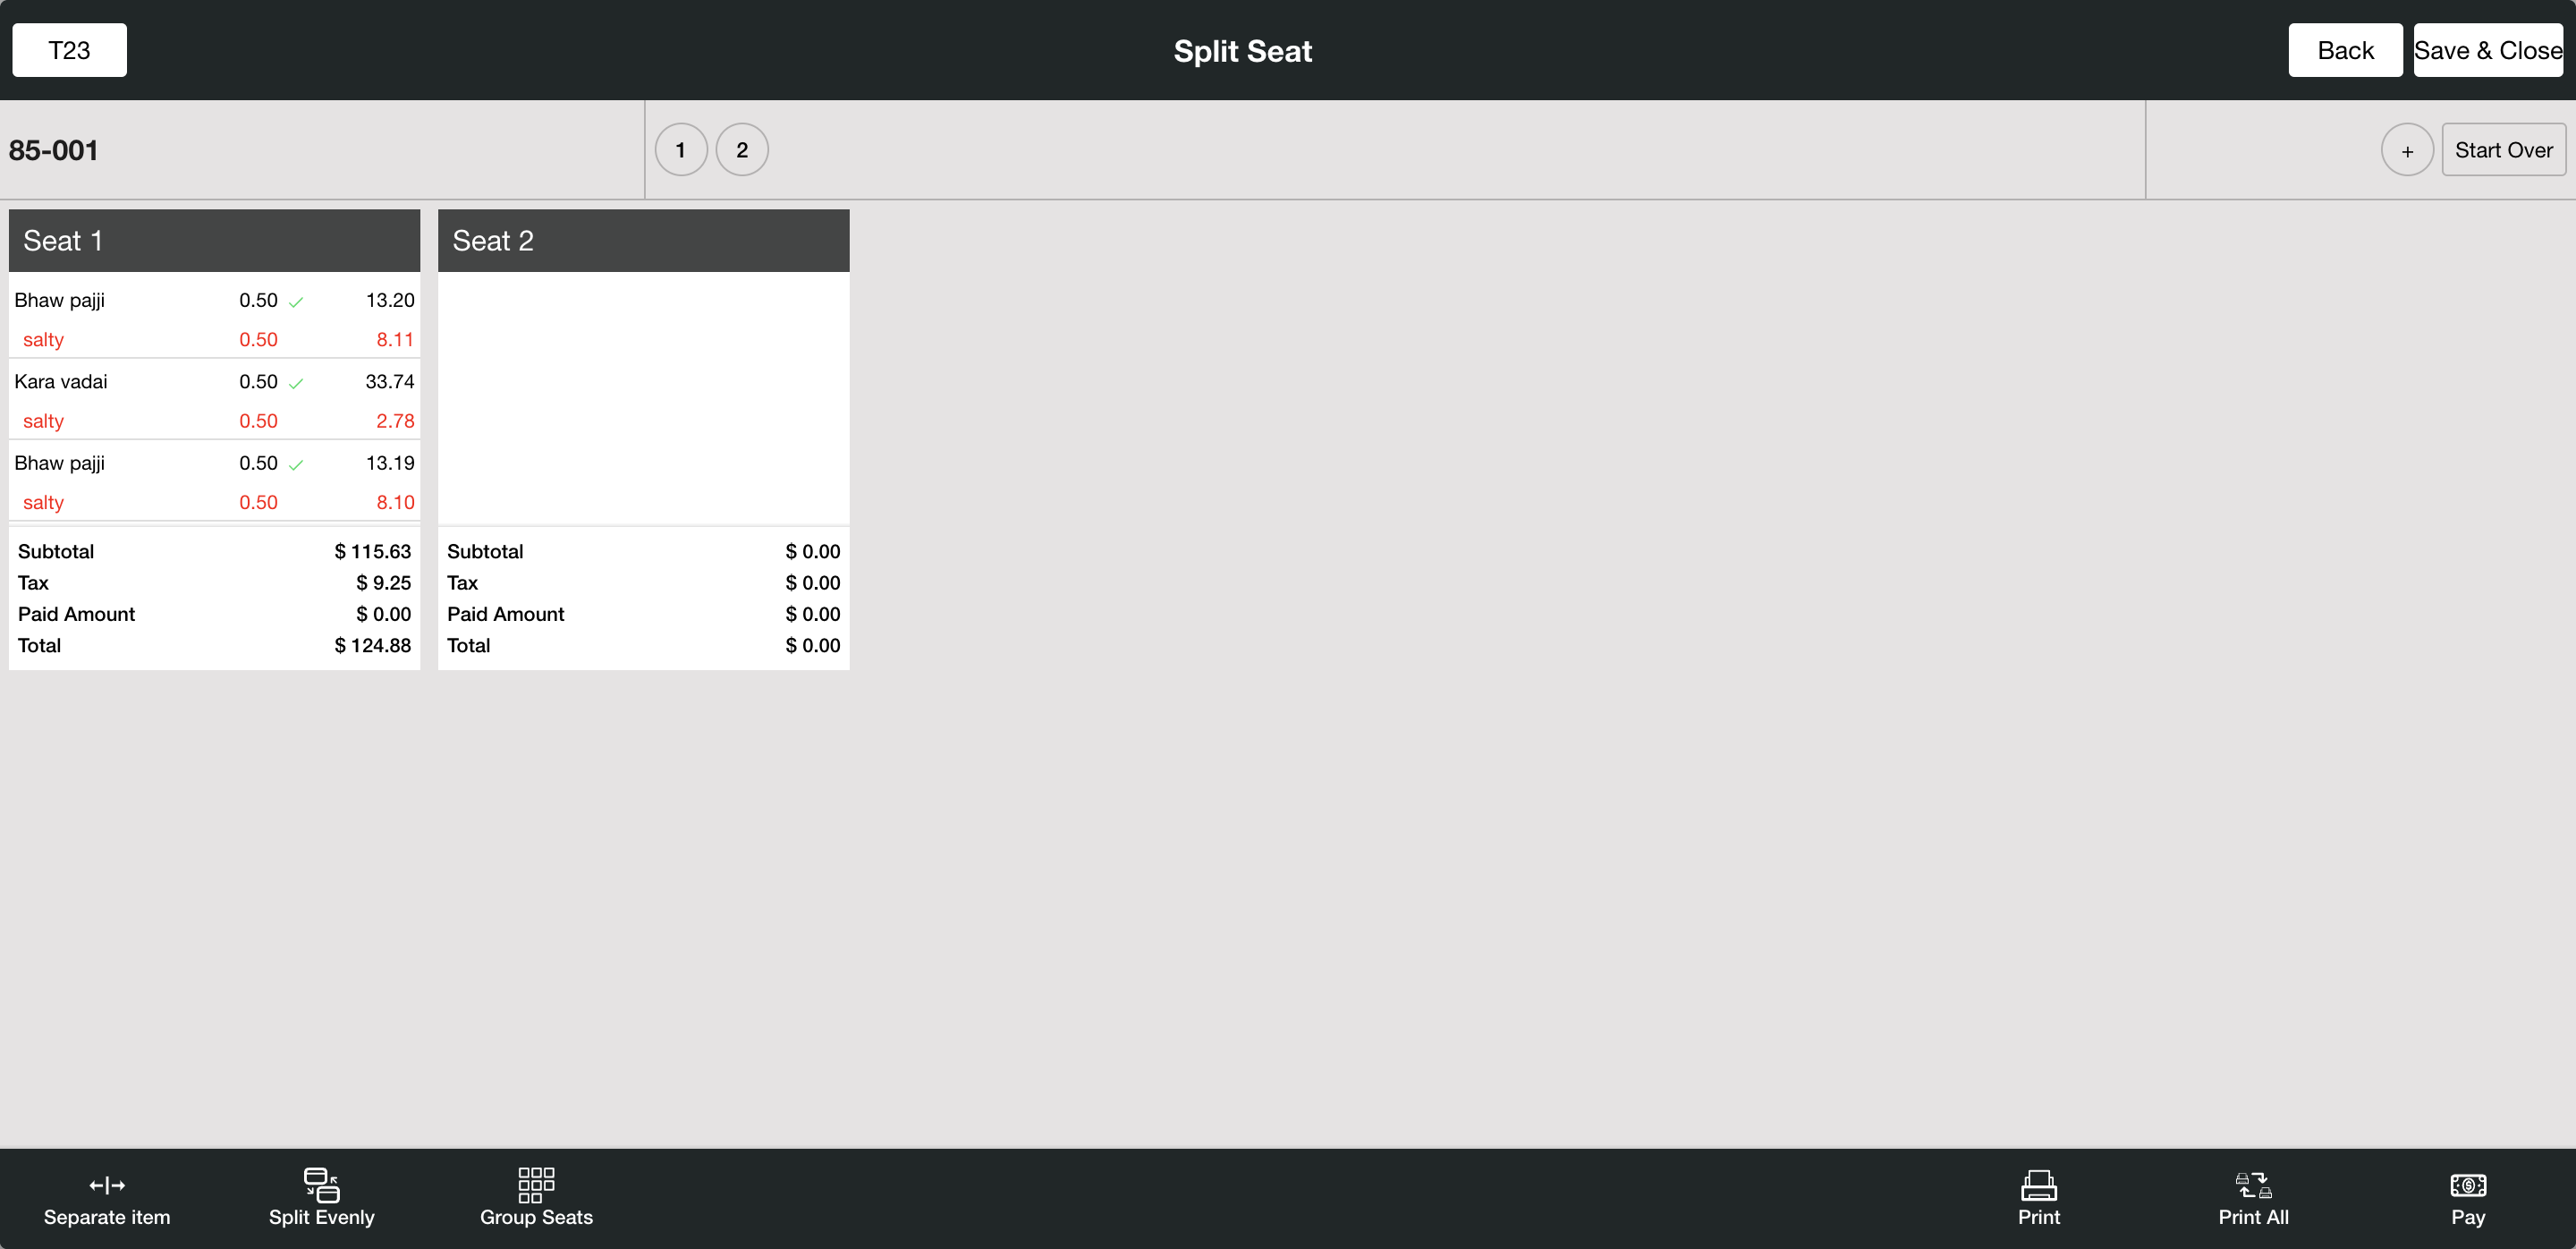 T23 Split Seat Back Save & Close
85-001 1 2 + Start Over
Seat 1
Bhaw pajji 0.50 13.20
salty 0.50 8.11
Kara vadai 0.50 33.74
salty 0.50 2.78
Bhaw pajji 0.50 13.19
salty 0.50 8.10
Subtotal $ 115.63
Tax $ 9.25
Paid Amount $ 0.00
Total $ 124.88
Seat 2
Subtotal $ 0.00
Tax $ 0.00
Paid Amount $ 0.00
Total $ 0.00
Separate item Split Evenly Group Seats Print Print All Pay